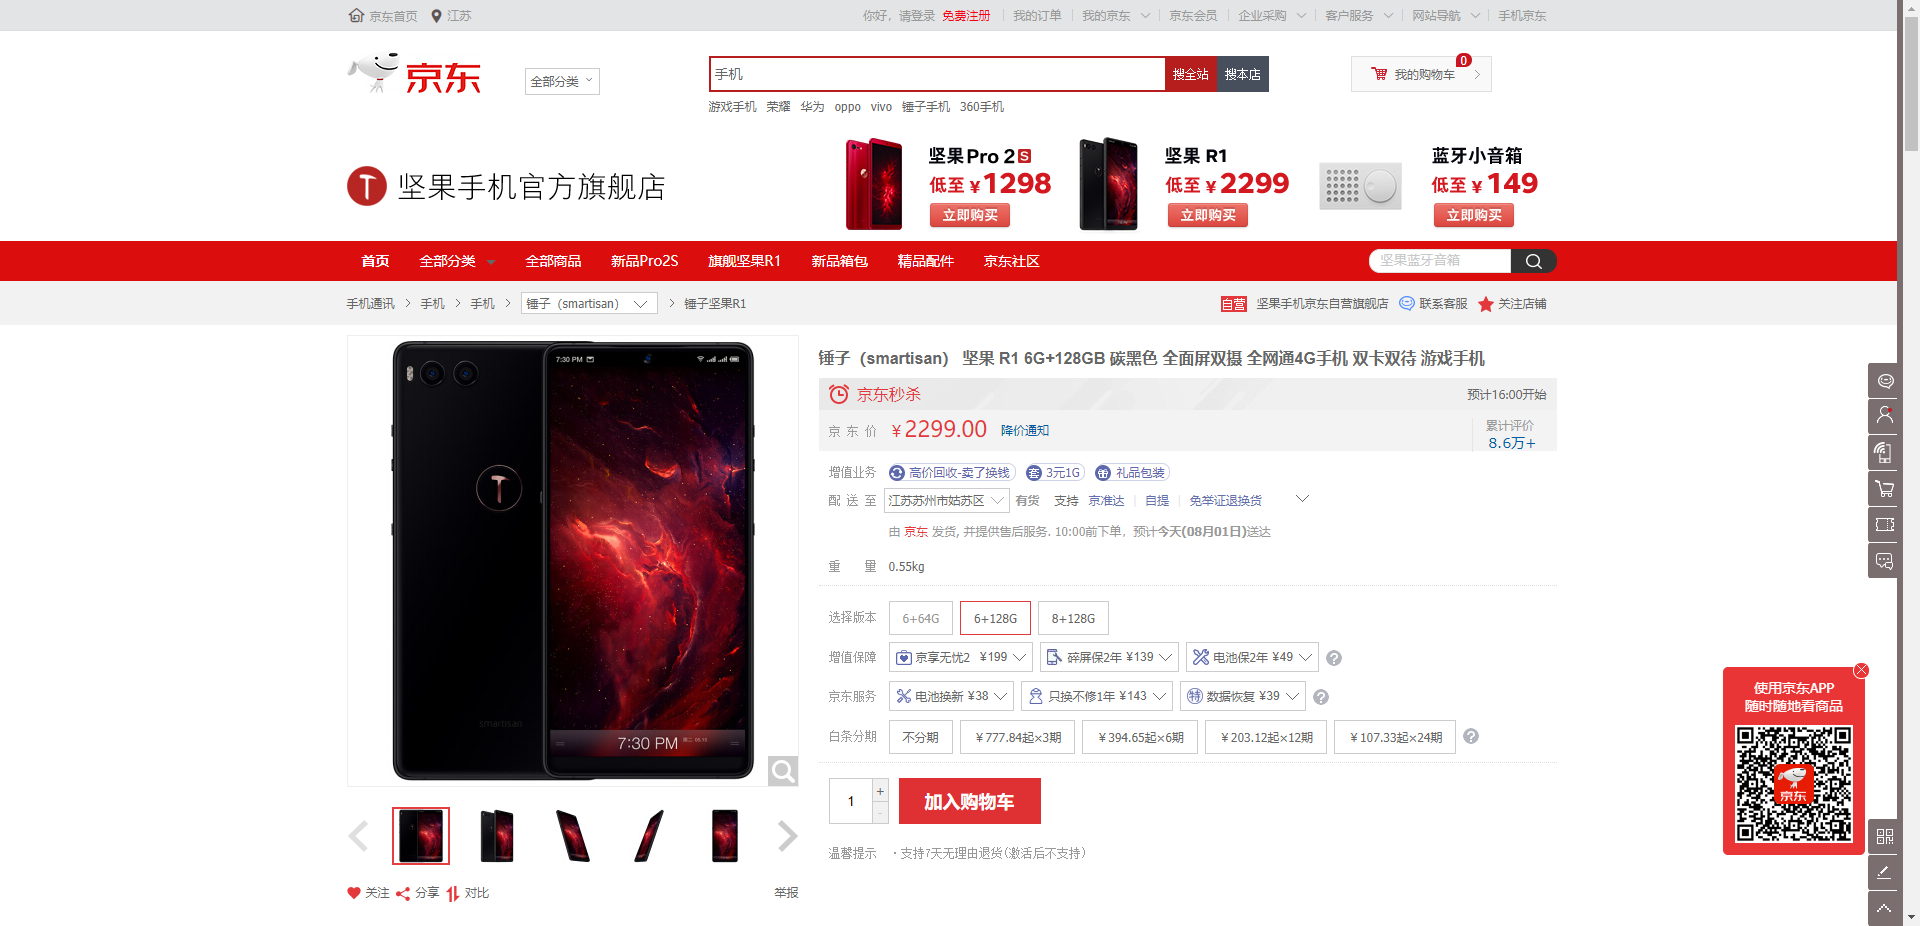 京东首页 江苏 你好，请登录 免费注册 我的订单 我的京东 京东会员 企业采购 客户服务 网站导航 手机京东
京东 全部分类 手机 搜全站 搜本店 我的购物车 0
游戏手机 荣耀 华为 oppo vivo 锤子手机 360手机
坚果手机官方旗舰店
坚果Pro 2S
低至¥1298
立即购买
坚果 R1
低至¥2299
立即购买
蓝牙小音箱
低至¥149
立即购买
首页 全部分类 全部商品 新品Pro2S 旗舰坚果R1 新品箱包 精品配件 京东社区 坚果蓝牙音箱
手机通讯 > 手机 > 手机 > 锤子（smartisan） > 锤子坚果R1 自营 坚果手机京东自营旗舰店 联系客服 关注店铺
7:30 PM
smartisan
7:30 PM
锤子（smartisan） 坚果 R1 6G+128GB 碳黑色 全面屏双摄 全网通4G手机 双卡双待 游戏手机
京东秒杀 预计16:00开始
京东价 ¥2299.00 降价通知 累计评价
8.6万+
增值业务 高价回收-卖了换钱 套 3元1G 礼品包装
配送至 江苏苏州市姑苏区 有货 支持 京准达 自提 免举证退换货
由 京东 发货, 并提供售后服务. 10:00前下单，预计今天(08月01日)送达
重量 0.55kg
选择版本 6+64G 6+128G 8+128G
增值保障 京享无忧2 ¥199 碎屏保2年 ¥139 电池保2年 ¥49 ?
京东服务 电池换新 ¥38 只换不修1年 ¥143 特 数据恢复 ¥39 ?
白条分期 不分期 ¥777.84起×3期 ¥394.65起×6期 ¥203.12起×12期 ¥107.33起×24期 ?
1 + - 加入购物车
温馨提示 ·支持7天无理由退货(激活后不支持)
关注 分享 对比 举报
使用京东APP
随时随地看商品
京东